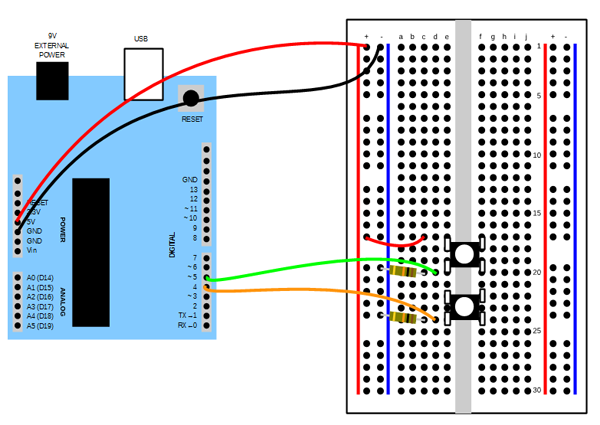 9V
EXTERNAL
POWER
USB
RESET
RESET
3.3V
5V
GND
GND
Vin
POWER
A0 (D14)
A1 (D15)
A2 (D16)
A3 (D17)
A4 (D18)
A5 (D19)
ANALOG
GND
13
12
~ 11
~ 10
9
8
DIGITAL
7
~ 6
~ 5
4
~ 3
2
TX → 1
RX ← 0
+ - a b c d e f g h i j + -
1
5
10
15
20
25
30